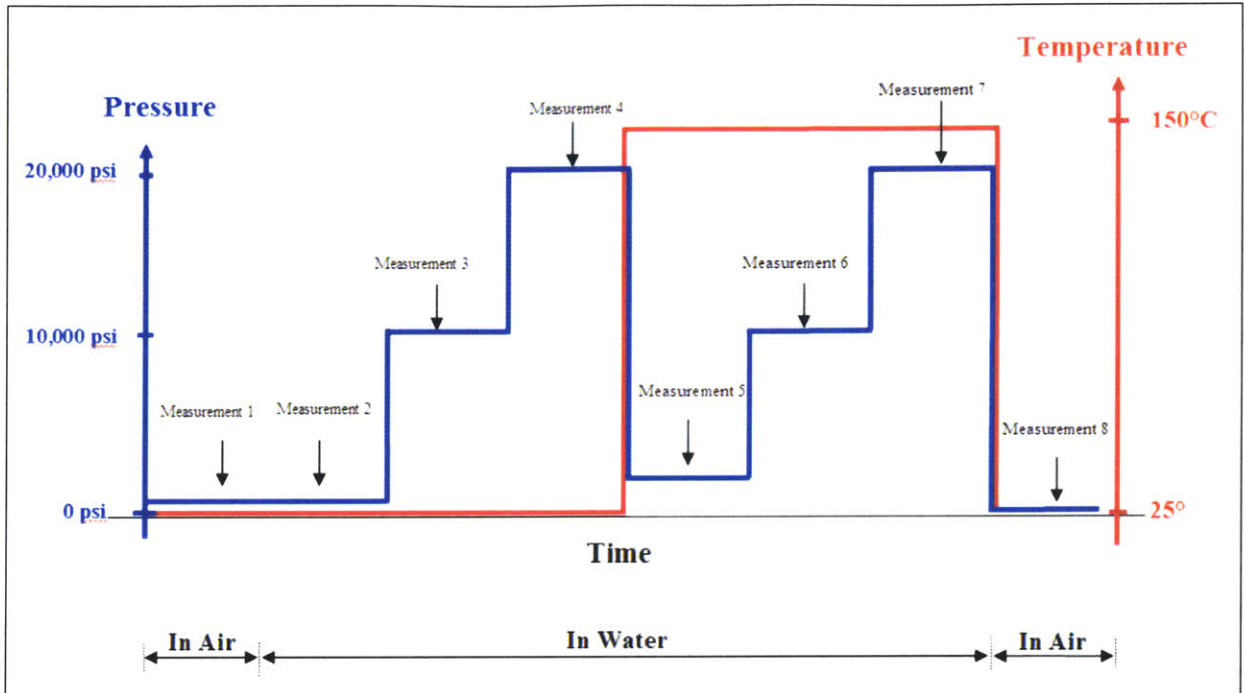 Temperature
Pressure
Measurement 4
Measurement 7
150°C
20,000 psi
Measurement 3
Measurement 6
10,000 psi
Measurement 1
Measurement 2
Measurement 5
Measurement 8
0 psi
25°
Time
In Air
In Water
In Air